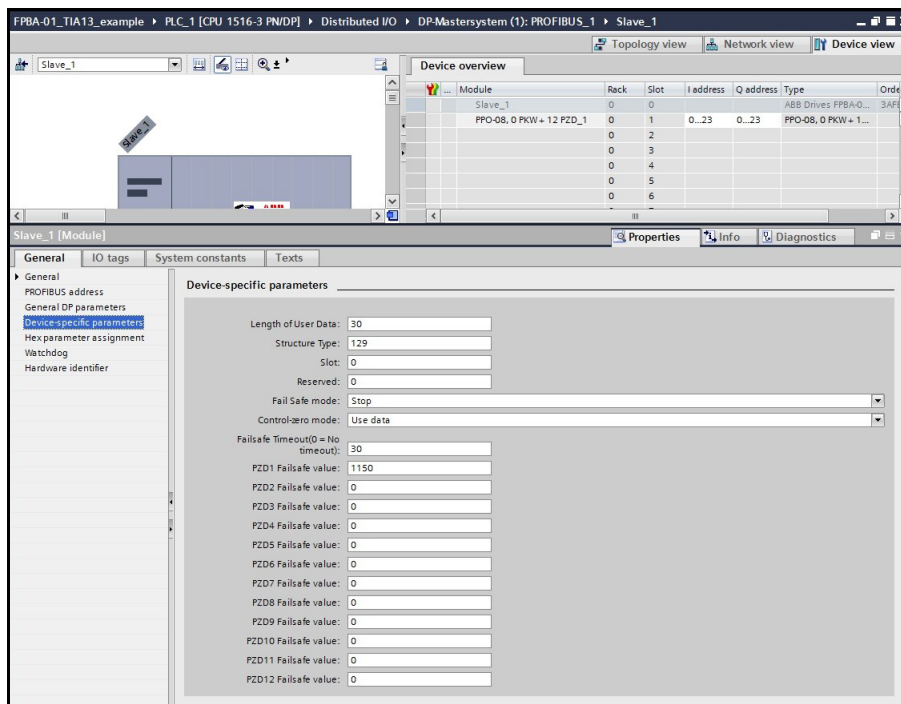 FPBA-01_TIA13_example ▸ PLC_1 [CPU 1516-3 PN/DP] ▸ Distributed I/O ▸ DP-Mastersystem (1): PROFIBUS_1 ▸ Slave_1
Topology view Network view Device view
Slave_1
Device overview
... Module Rack Slot I address Q address Type Orde
Slave_1 0 0 ABB Drives FPBA-0... 3AFE
PPO-08, 0 PKW + 12 PZD_1 0 1 0...23 0...23 PPO-08, 0 PKW + 1...
0 2
0 3
0 4
0 5
0 6
Slave_1
Slave_1 [Module]
Properties Info Diagnostics
General IO tags System constants Texts
General
PROFIBUS address
General DP parameters
Device-specific parameters
Hex parameter assignment
Watchdog
Hardware identifier
Device-specific parameters
Length of User Data: 30
Structure Type: 129
Slot: 0
Reserved: 0
Fail Safe mode: Stop
Control-zero mode: Use data
Failsafe Timeout(0 = No
timeout): 30
PZD1 Failsafe value: 1150
PZD2 Failsafe value: 0
PZD3 Failsafe value: 0
PZD4 Failsafe value: 0
PZD5 Failsafe value: 0
PZD6 Failsafe value: 0
PZD7 Failsafe value: 0
PZD8 Failsafe value: 0
PZD9 Failsafe value: 0
PZD10 Failsafe value: 0
PZD11 Failsafe value: 0
PZD12 Failsafe value: 0